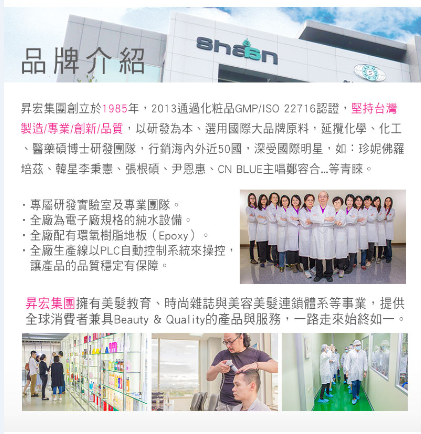 shaan
品牌介紹
昇宏集團創立於1985年，2013通過化粧品GMP/ISO 22716認證，堅持台灣
製造/專業/創新/品質，以研發為本、選用國際大品牌原料，延攬化學、化工
、醫藥碩博士研發團隊，行銷海內外近50國，深受國際明星，如：珍妮佛羅
培茲、韓星李秉憲、張根碩、尹恩惠、CN BLUE主唱鄭容合...等青睞。
・專屬研發實驗室及專業團隊。
・全廠為電子廠規格的純水設備。
・全廠配有環氧樹脂地板（Epoxy）。
・全廠生產線以PLC自動控制系統來操控，
讓產品的品質穩定有保障。
昇宏集團擁有美髮教育、時尚雜誌與美容美髮連鎖體系等事業，提供
全球消費者兼具Beauty & Quality的產品與服務，一路走來始終如一。